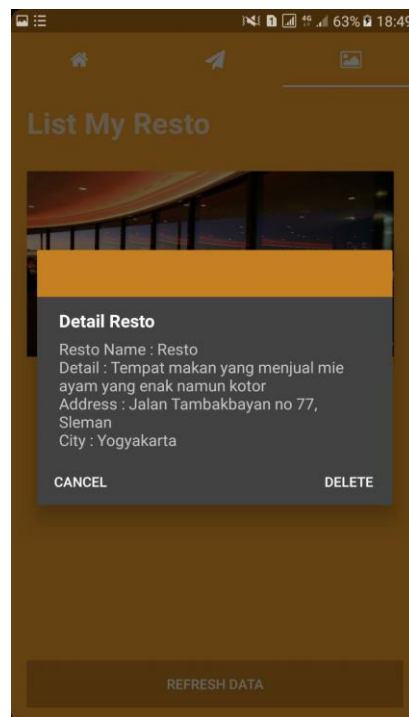 4G 63% 18:49
List My Resto
Detail Resto
Resto Name : Resto
Detail : Tempat makan yang menjual mie
ayam yang enak namun kotor
Address : Jalan Tambakbayan no 77,
Sleman
City : Yogyakarta
CANCEL DELETE
REFRESH DATA